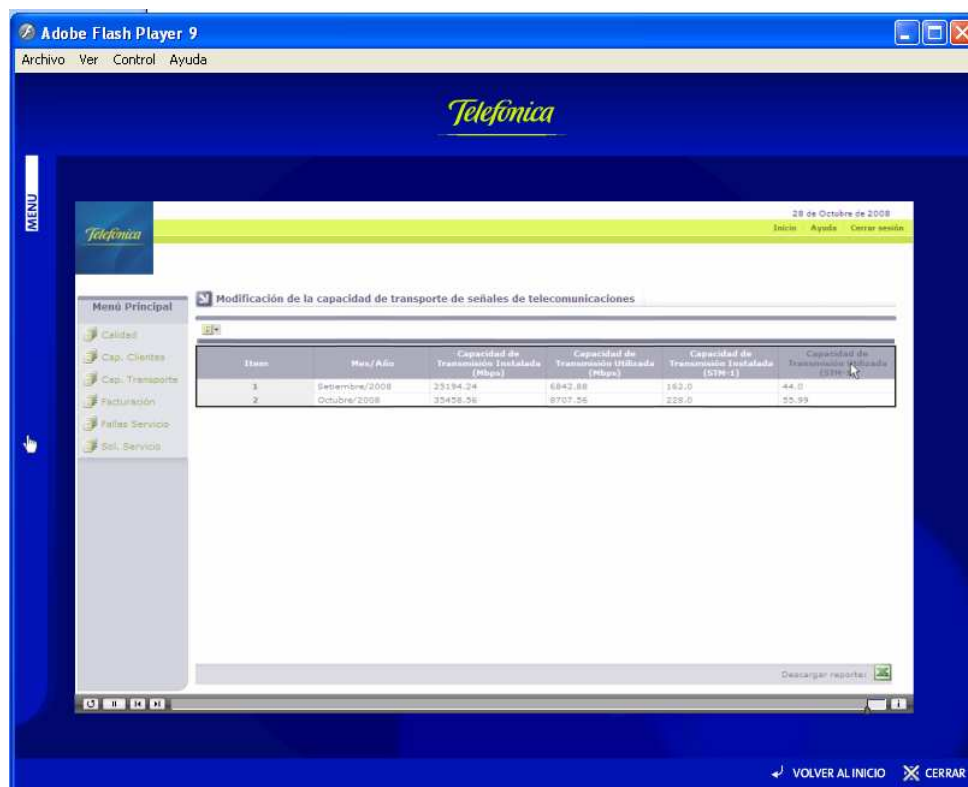 Adobe Flash Player 9
Archivo Ver Control Ayuda
Telefónica
MENU
28 de Octubre de 2008
Telefónica
Inicio Ayuda Cerrar sesión
Menú Principal
Calidad
Cap. Clientes
Cap. Transporte
Facturación
Fallas Servicio
Sol. Servicio
Modificación de la capacidad de transporte de señales de telecomunicaciones
Item Mes/Año Capacidad de Transmisión Instalada (Mbps) Capacidad de Transmisión Utilizada (Mbps) Capacidad de Transmisión Instalada (STM-1) Capacidad de Transmisión Utilizada
1 Setiembre/2008 25194.24 6842.88 162.0 44.0
2 Octubre/2008 35458.56 8707.56 228.0 55.99
Descargar reporte:
VOLVER AL INICIO CERRAR